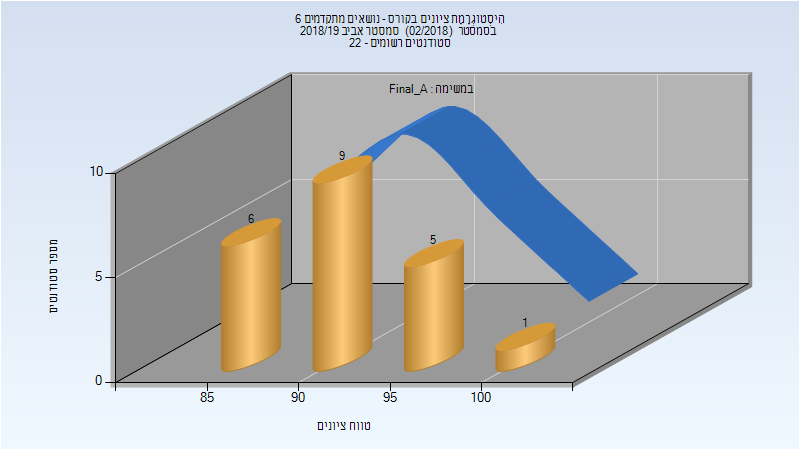 היסטוגרמת ציונים בקורס - נושאים מתקדמים 6
בסמסטר (02/2018) סמסטר אביב 2018/19
סטודנטים רשומים - 22
במשימה : Final_A
מספר סטודנטים
10
5
0
6
9
5
1
85
90
95
100
טווח ציונים